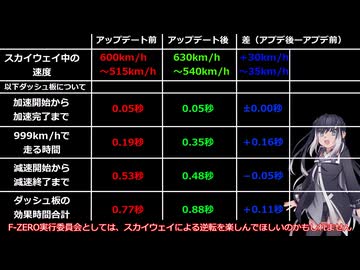 アップデート前 アップデート後 差（アプデ後ーアプデ前）
スカイウェイ中の速度 600km/h～515km/h 630km/h～540km/h +30km/h～35km/h
以下ダッシュ板について
加速開始から加速完了まで 0.05秒 0.05秒 ±0.00秒
999km/hで走る時間 0.19秒 0.35秒 +0.16秒
減速開始から減速終了まで 0.53秒 0.48秒 －0.05秒
ダッシュ板の効果時間合計 0.77秒 0.88秒 +0.11秒
F-ZERO実行委員会としては、スカイウェイによる逆転を楽しんでほしいのかもしれません